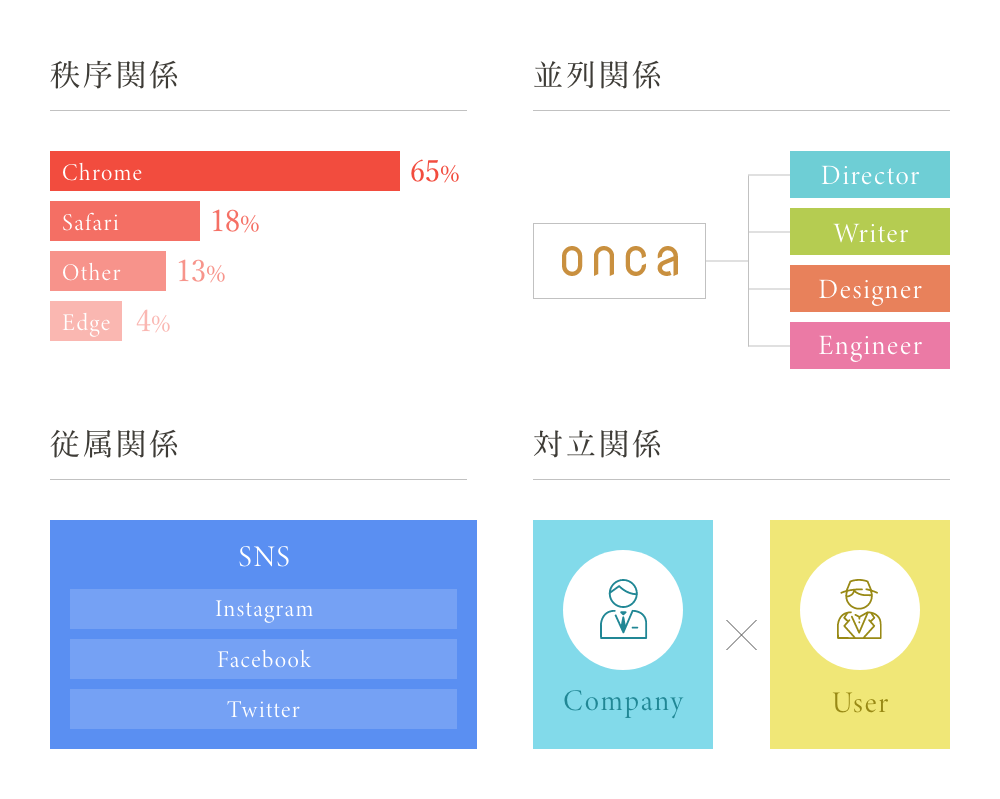 秩序関係
Chrome 65%
Safari 18%
Other 13%
Edge 4%
並列関係
onca
Director
Writer
Designer
Engineer
従属関係
SNS
Instagram
Facebook
Twitter
対立関係
Company
User